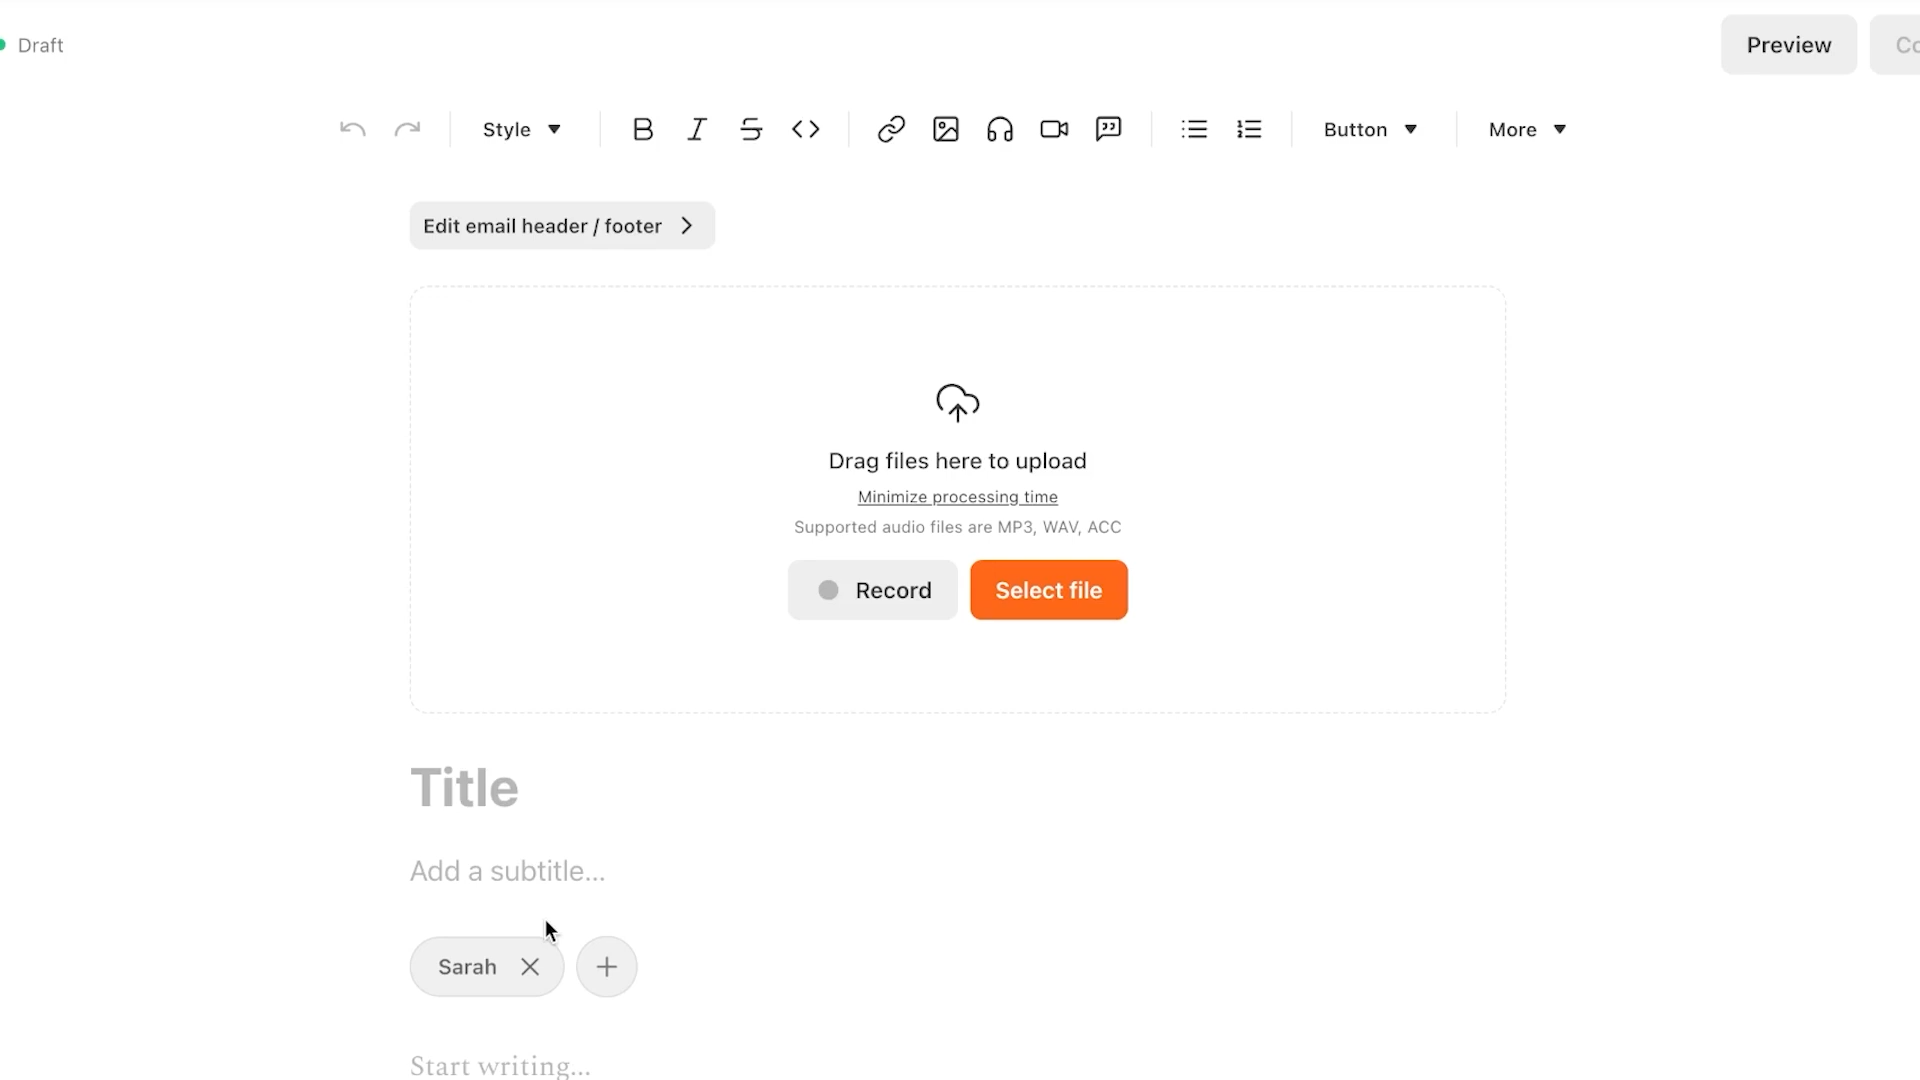 Draft
Preview
Style
Button
More
Edit email header / footer
Drag files here to upload
Minimize processing time
Supported audio files are MP3, WAV, ACC
Record
Select file
Title
Add a subtitle...
Sarah
Start writing...